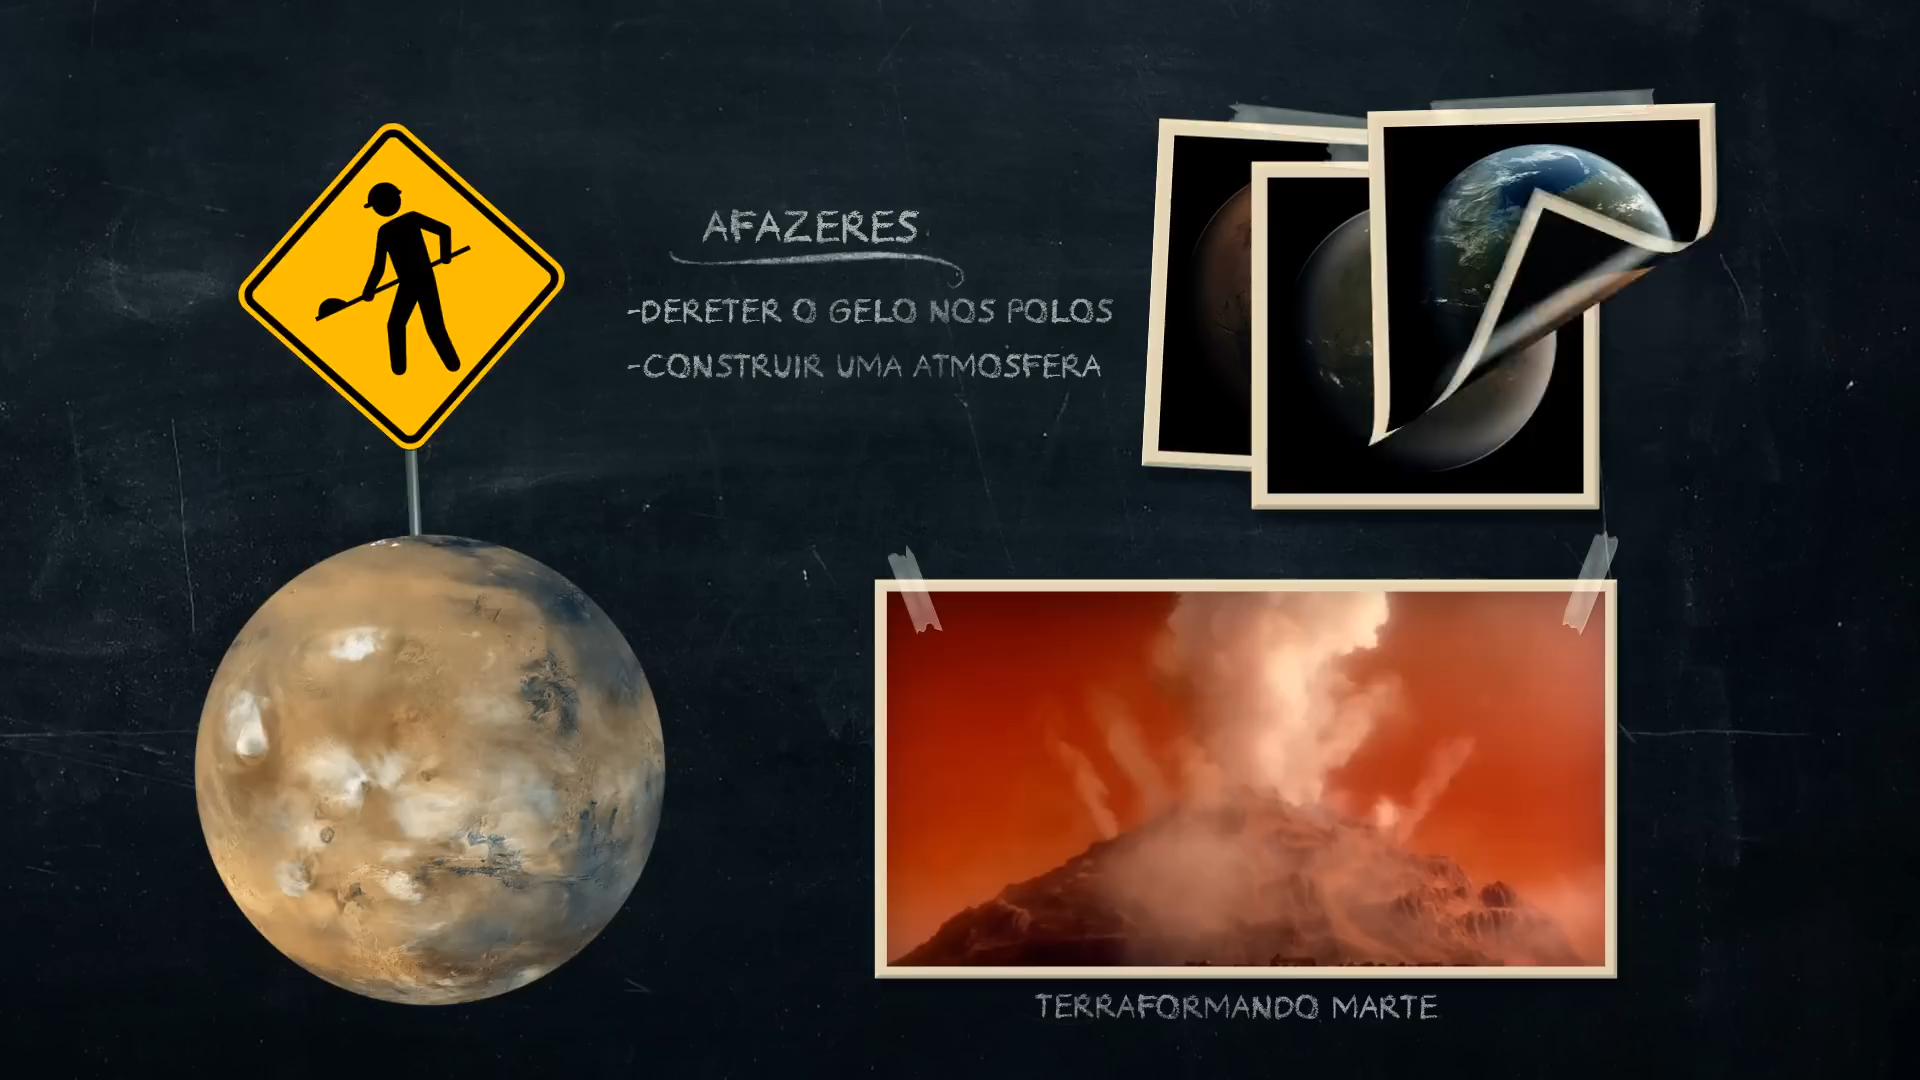 AFAZERES
-DERETER O GELO NOS POLOS
-CONSTRUIR UMA ATMOSFERA
TERRAFORMANDO MARTE